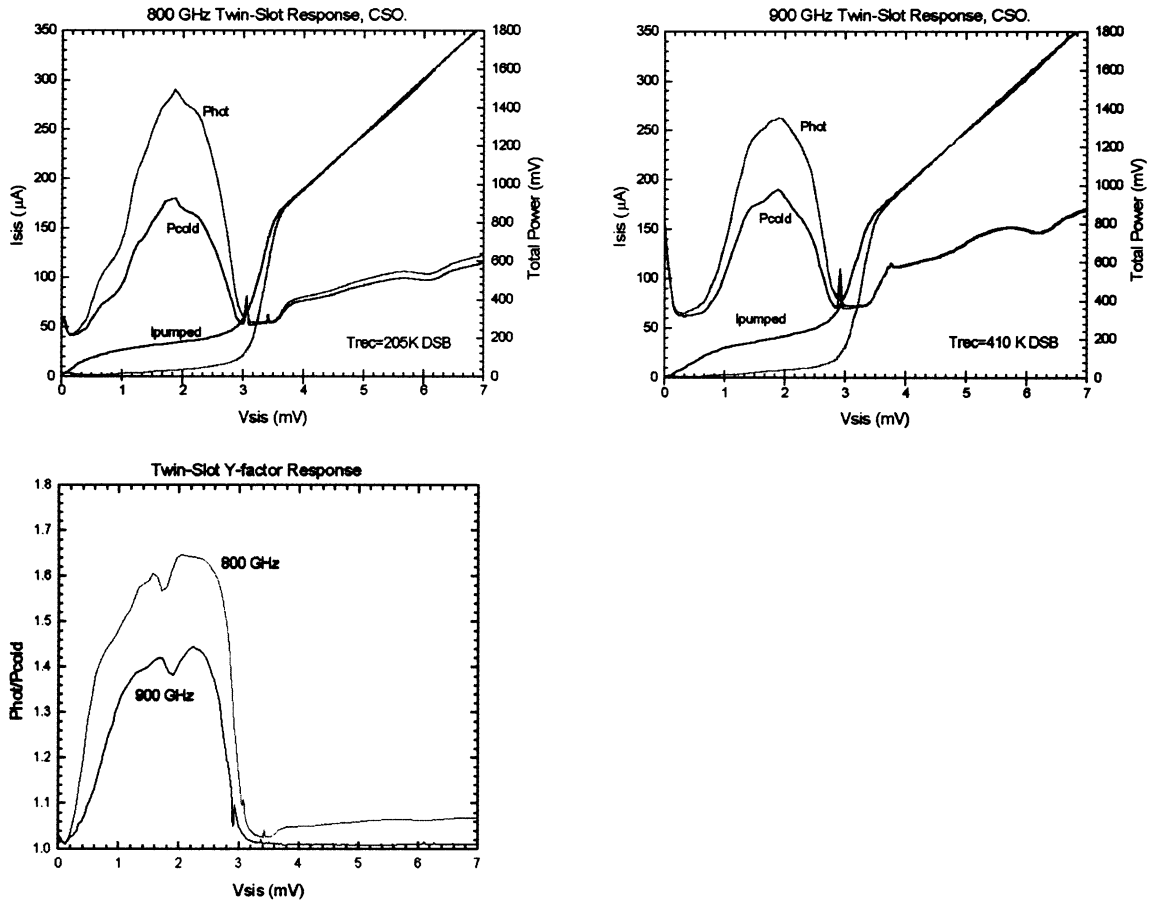 800 GHz Twin-Slot Response, CSO.
350
300
250
200
150
100
50
0
Isis (μA)
1800
1600
1400
1200
1000
800
600
400
200
0
Total Power (mV)
Phot
Pcold
Ipumped
Trec=205K DSB
0 1 2 3 4 5 6 7
Vsis (mV)
900 GHz Twin-Slot Response, CSO.
350
300
250
200
150
100
50
0
Isis (μA)
1800
1600
1400
1200
1000
800
600
400
200
0
Total Power (mV)
Phot
Pcold
Ipumped
Trec=410 K DSB
0 1 2 3 4 5 6 7
Vsis (mV)
Twin-Slot Y-factor Response
1.8
1.7
1.6
1.5
1.4
1.3
1.2
1.1
1.0
Phot/Pcold
800 GHz
900 GHz
0 1 2 3 4 5 6 7
Vsis (mV)